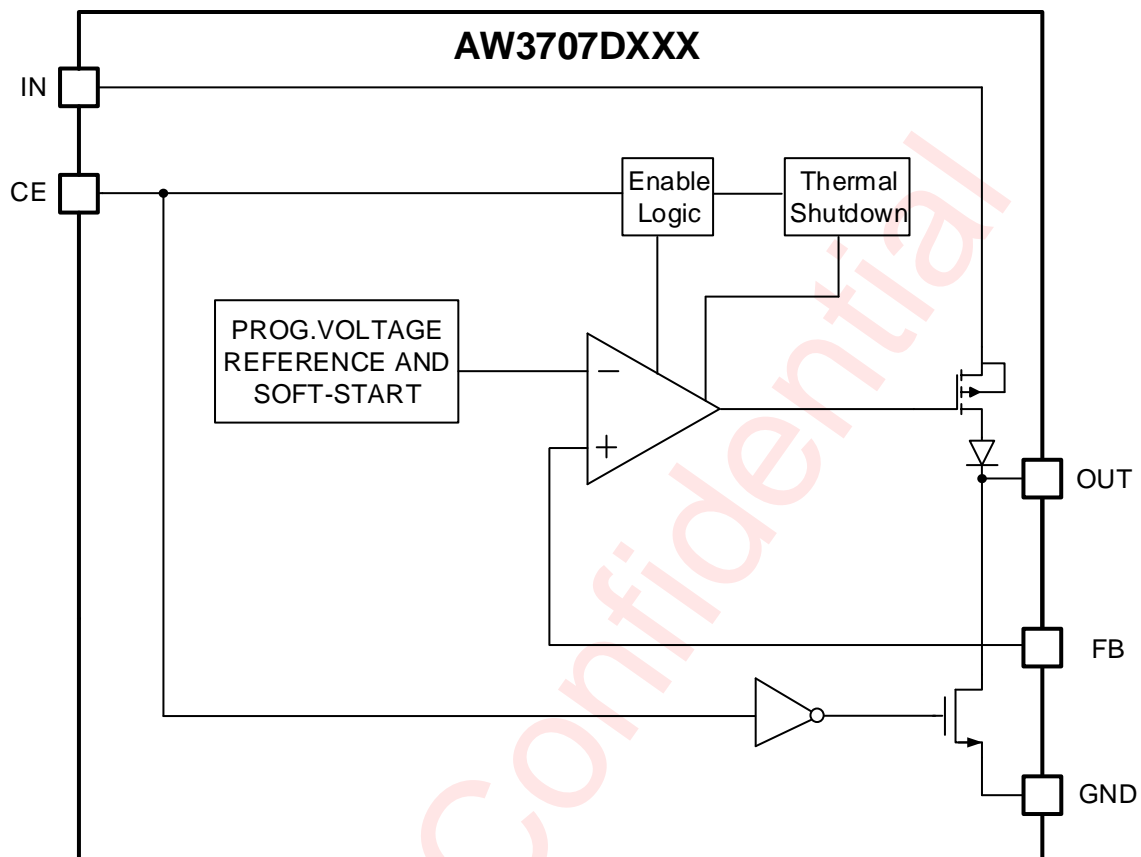 AW3707DXXX
IN
CE
Enable
Logic
Thermal
Shutdown
PROG.VOLTAGE
REFERENCE AND
SOFT-START
−
+
OUT
FB
GND
Confidential